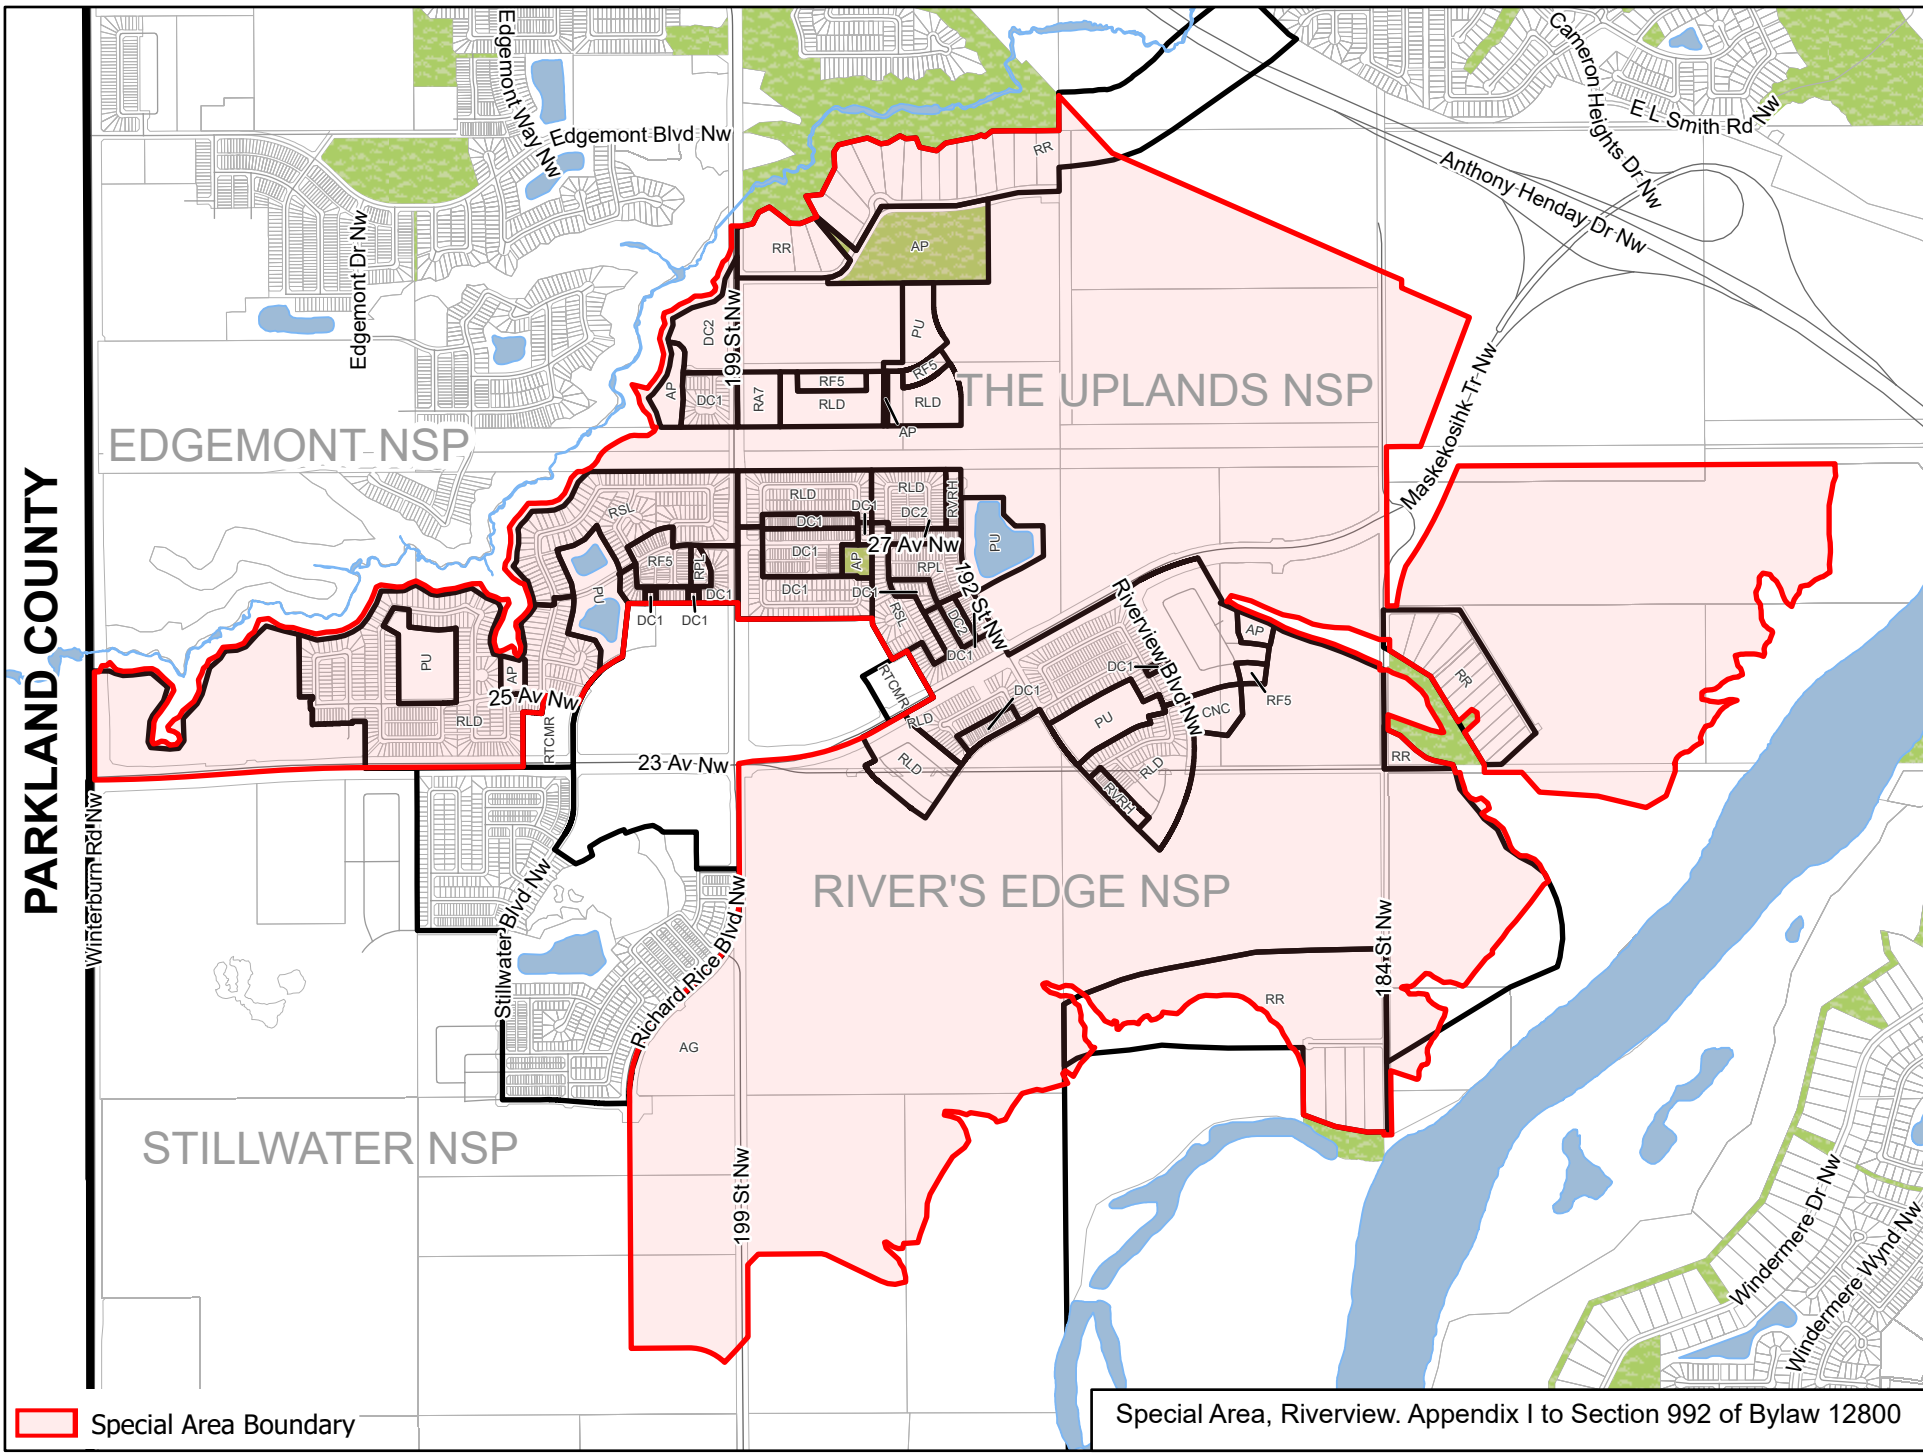 Edgemont Way Nw
Edgemont Blvd Nw
Cameron Heights Dr Nw
E L Smith Rd Nw
Anthony Henday Dr Nw
RR
RR
AP
Edgemont Dr Nw
DC2
199 St Nw
PU
RF5
RF5
AP
DC1
RA7
RLD
RLD
AP
THE UPLANDS NSP
Maskekosihk Tr Nw
EDGEMONT NSP
PARKLAND COUNTY
RSL
RLD
DC1
DC1
RLD
DC2
RVRH
27 Av Nw
PU
RF5
RPL
DC1
AP
RPL
DC1
DC1
DC1
RSL
DC2
192 St Nw
PU
DC1
DC1
DC1
Riverview Blvd Nw
AP
RR
PU
AP
25 Av Nw
RLD
RTCMR
RTCMR
DC1
DC1
RF5
RLD
PU
CNC
RR
23 Av Nw
RLD
RLD
RVRH
Winterburn Rd Nw
Stillwater Blvd Nw
Richard Rice Blvd Nw
RIVER'S EDGE NSP
184 St Nw
RR
AG
STILLWATER NSP
199 St Nw
Windermere Dr Nw
Windermere Wynd Nw
Special Area Boundary
Special Area, Riverview. Appendix I to Section 992 of Bylaw 12800